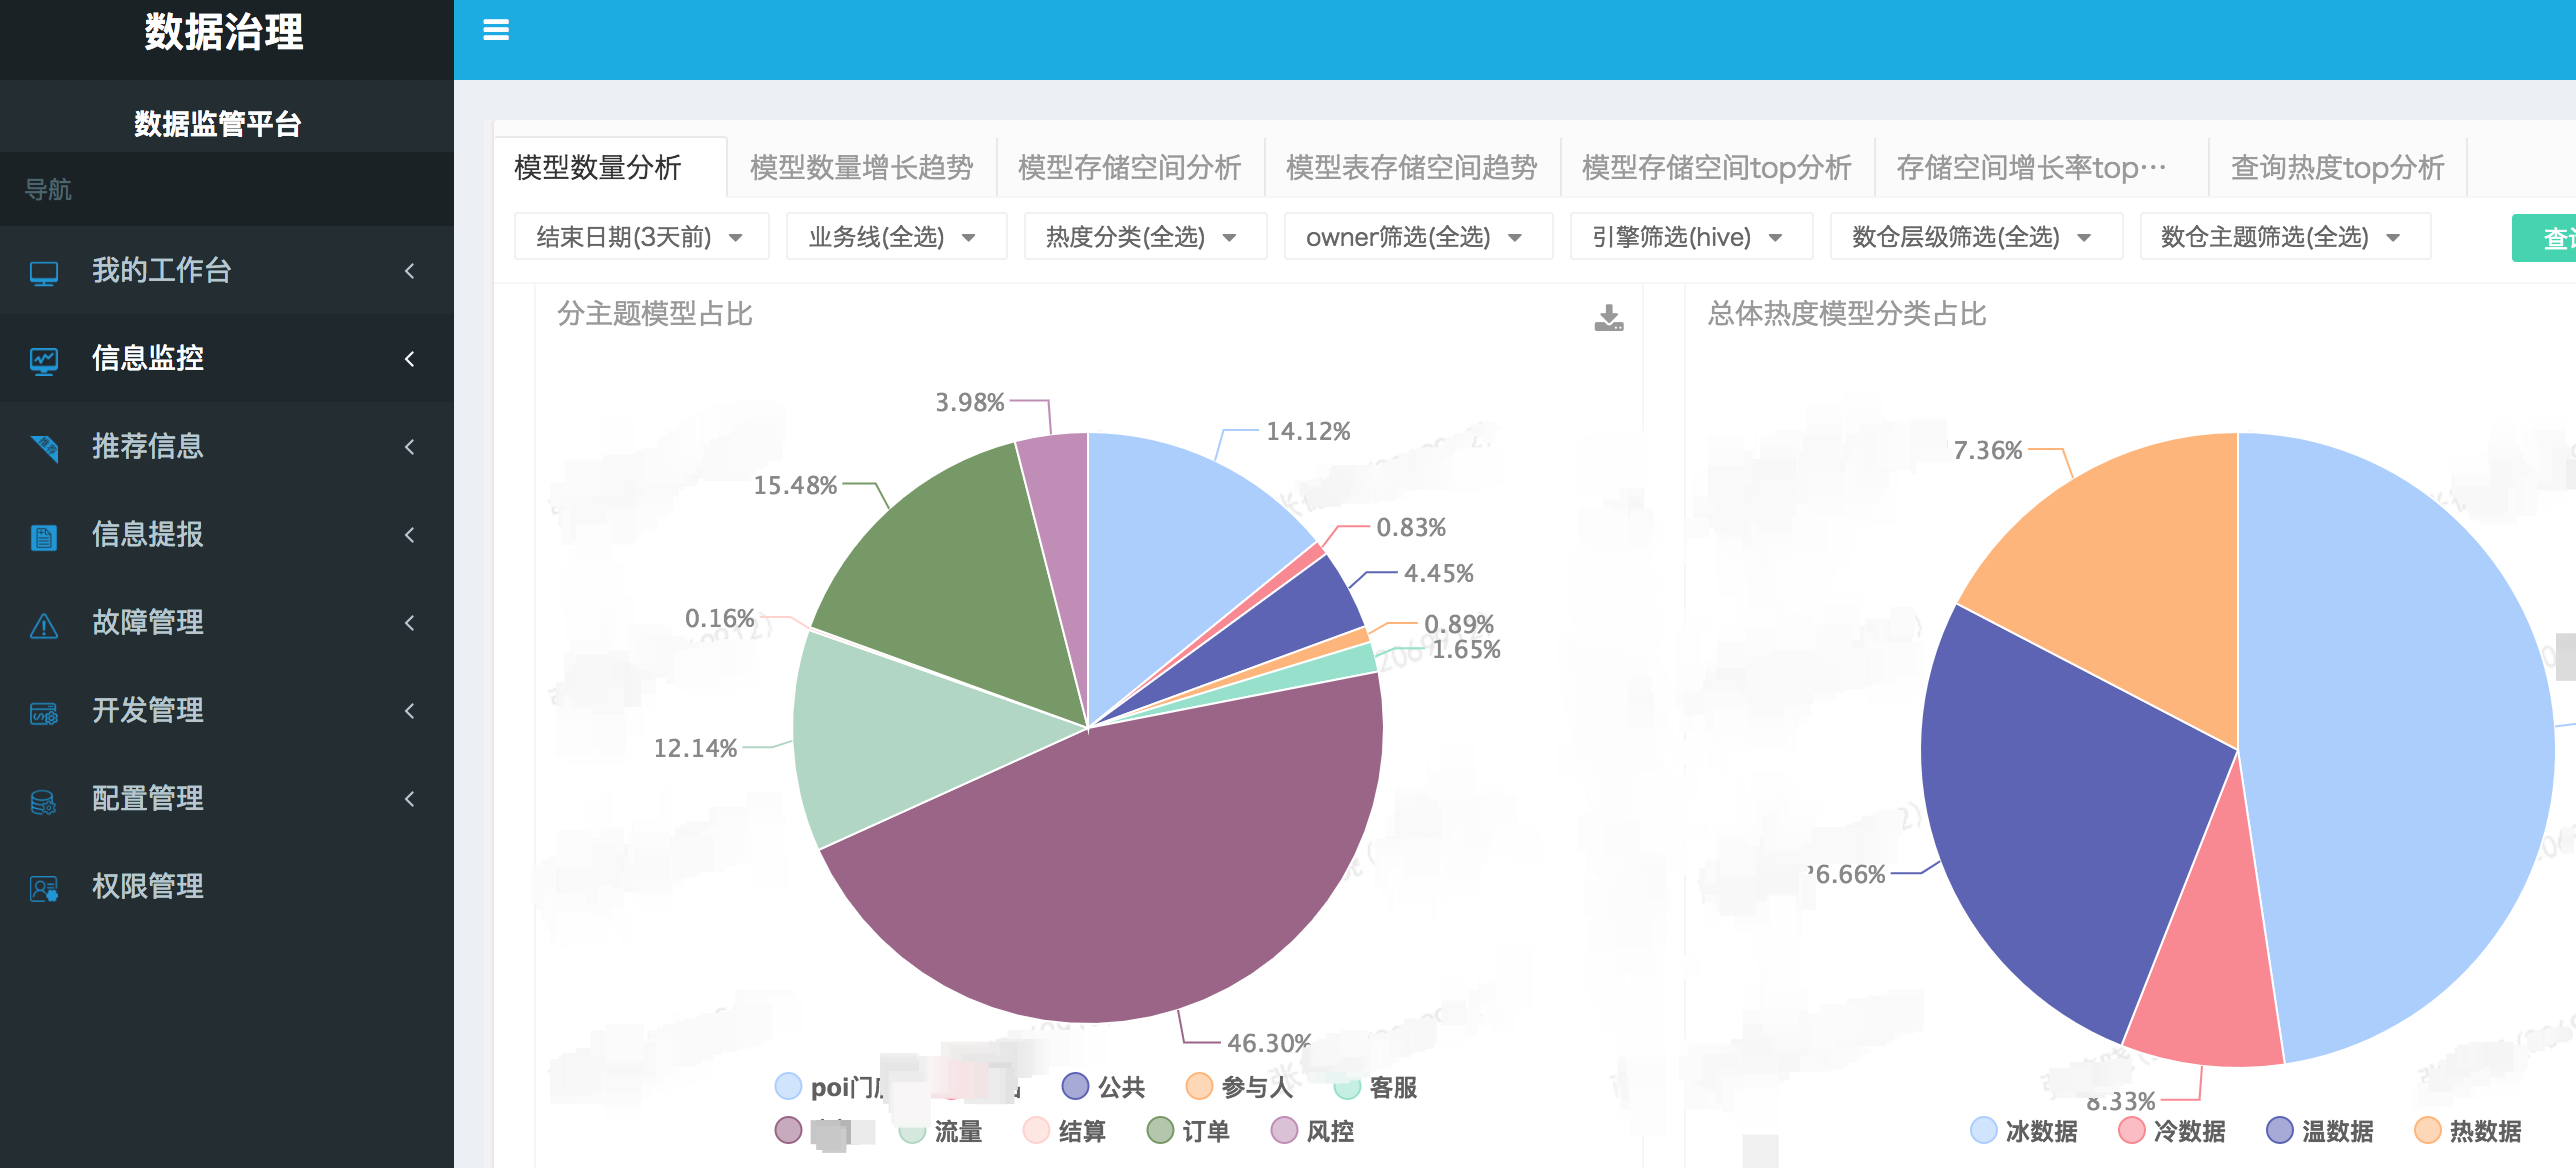 数据治理
数据监管平台
导航
我的工作台
信息监控
推荐信息
信息提报
故障管理
开发管理
配置管理
权限管理
模型数量分析 模型数量增长趋势 模型存储空间分析 模型表存储空间趋势 模型存储空间top分析 存储空间增长率top··· 查询热度top分析
结束日期(3天前) 业务线(全选) 热度分类(全选) owner筛选(全选) 引擎筛选(hive) 数仓层级筛选(全选) 数仓主题筛选(全选) 查
分主题模型占比
3.98%
14.12%
15.48%
0.83%
4.45%
0.16%
0.89%
1.65%
12.14%
46.30%
poi门 公共 参与人 客服
流量 结算 订单 风控
总体热度模型分类占比
7.36%
6.66%
8.33%
冰数据 冷数据 温数据 热数据